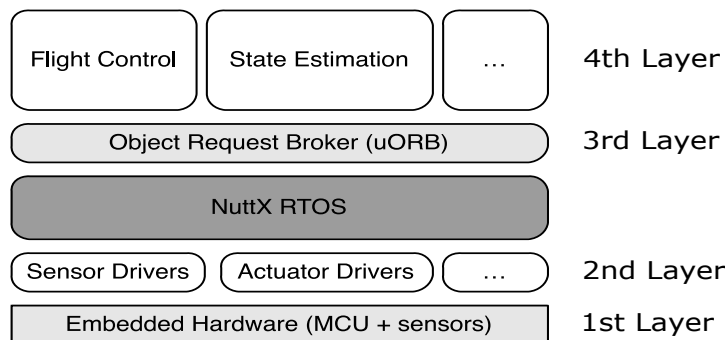 Flight Control State Estimation … 4th Layer
Object Request Broker (uORB) 3rd Layer
NuttX RTOS
Sensor Drivers Actuator Drivers … 2nd Layer
Embedded Hardware (MCU + sensors) 1st Layer